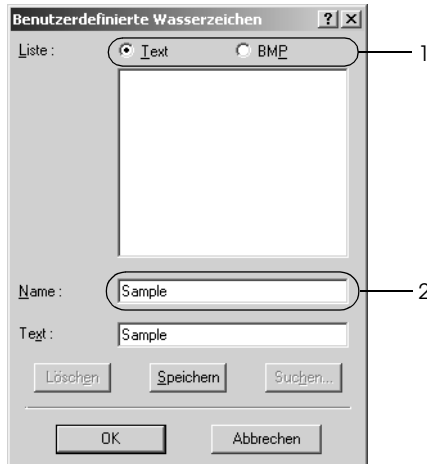 Benutzerdefinierte Wasserzeichen ? ×
Liste : Text BMP 1
Name : Sample 2
Text : Sample
Löschen Speichern Suchen...
OK Abbrechen